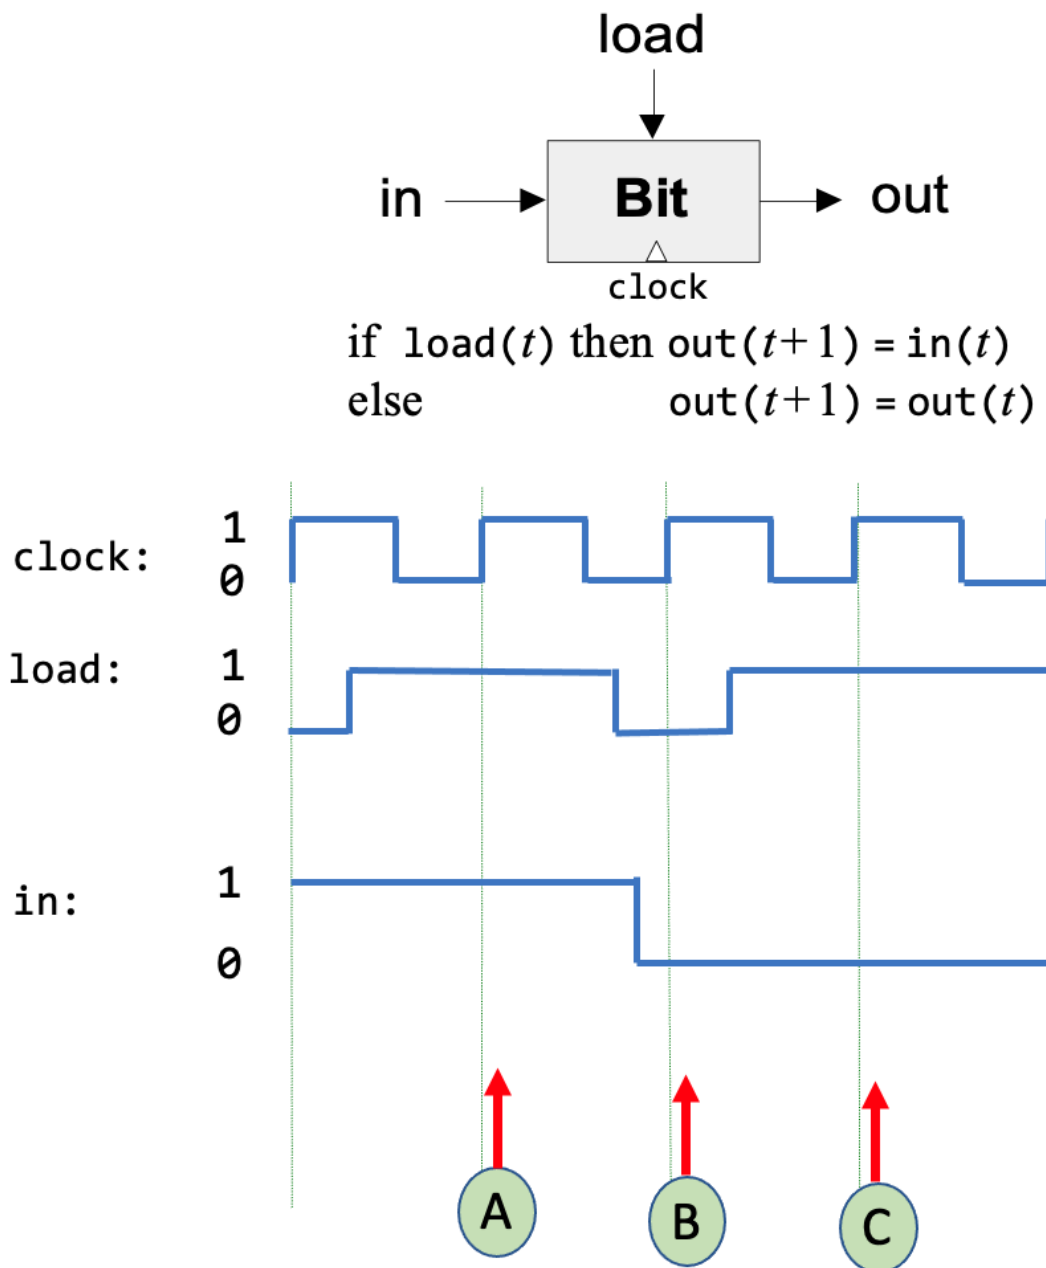 load
in Bit out
clock
if load(t) then out(t+1) = in(t)
else out(t+1) = out(t)
1
clock:
0
1
load:
0
1
in:
0
A B C